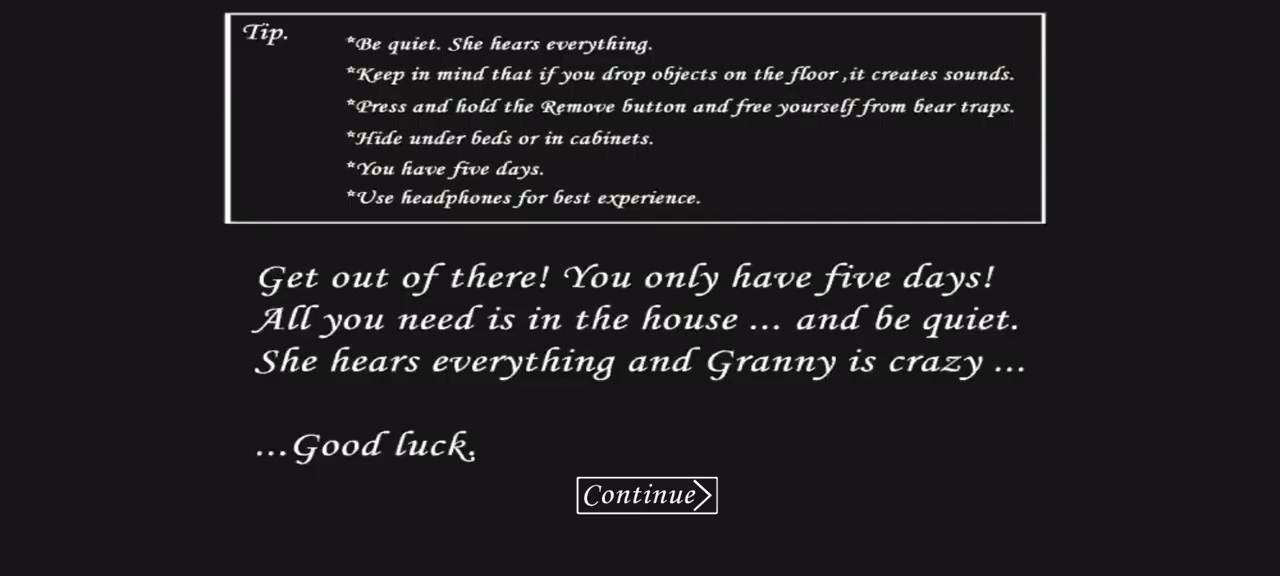 Tip.
*Be quiet. She hears everything.
*Keep in mind that if you drop objects on the floor ,it creates sounds.
*Press and hold the Remove button and free yourself from bear traps.
*Hide under beds or in cabinets.
*You have five days.
*Use headphones for best experience.
Get out of there! You only have five days!
All you need is in the house ... and be quiet.
She hears everything and Granny is crazy ...
...Good luck.
Continue